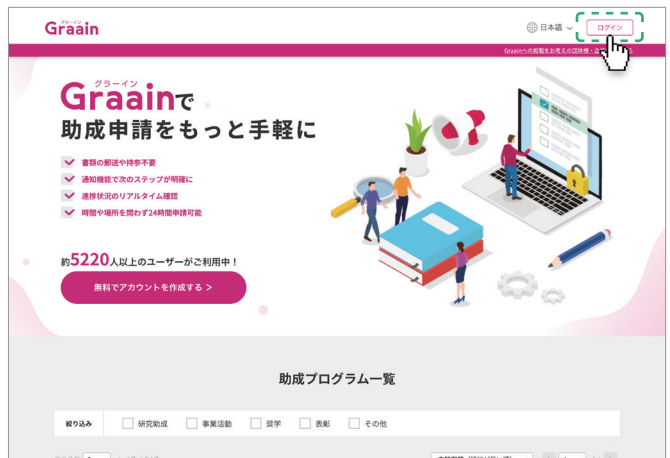 グラーイン
Graain
日本語
ログイン
Graainへの掲載をお考えの団体様・
グラーイン
Graainで
助成申請をもっと手軽に
書類の郵送や持参不要
通知機能で次のステップが明確に
進捗状況のリアルタイム確認
時間や場所を問わず24時間申請可能
約5220人以上のユーザーがご利用中！
無料でアカウントを作成する >
助成プログラム一覧
絞り込み
研究助成
事業活動
奨学
表彰
その他